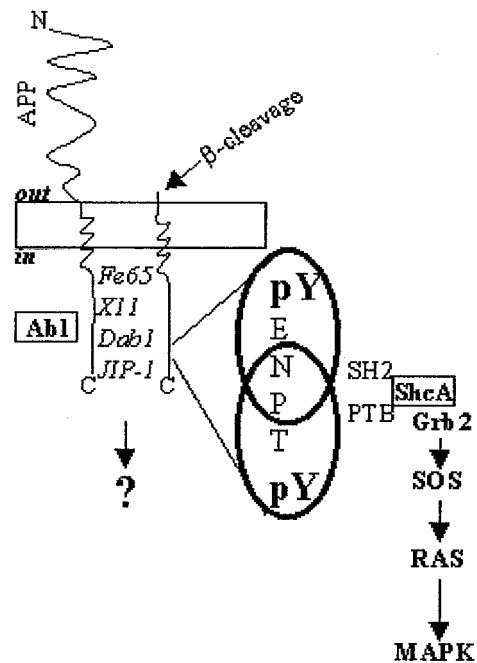 N
APP
β-cleavage
out
in
Fe65
X11
Dab1
JIP-1
Abl
C
C
?
pY
E
N
P
T
pY
SH2
PTB
ShcA
Grb2
SOS
RAS
MAPK